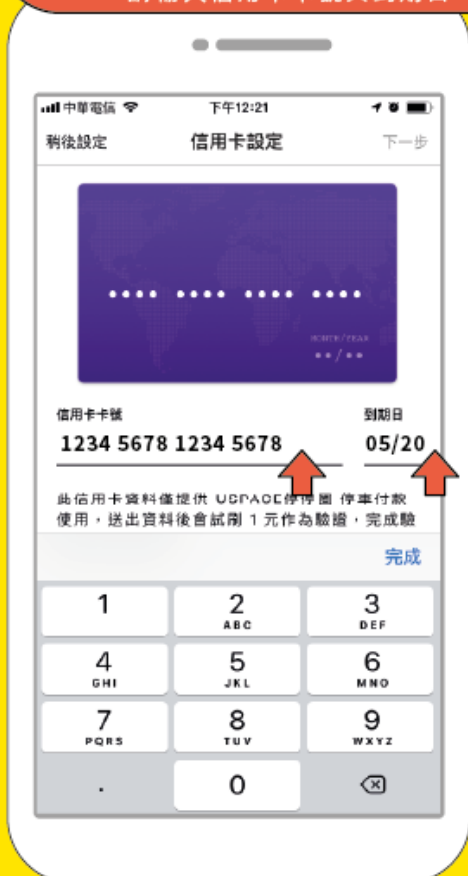 中華電信 下午12:21
稍後設定 信用卡設定 下一步
MONTH/YEAR
信用卡卡號 到期日
1234 5678 1234 5678 05/20
此信用卡資料僅提供 USPACE停 車付款
使用，送出資料後會試刷 1 元作為驗證，完成驗
完成
1 2 3
ABC DEF
4 5 6
GHI JKL MNO
7 8 9
PQRS TUV WXYZ
. 0